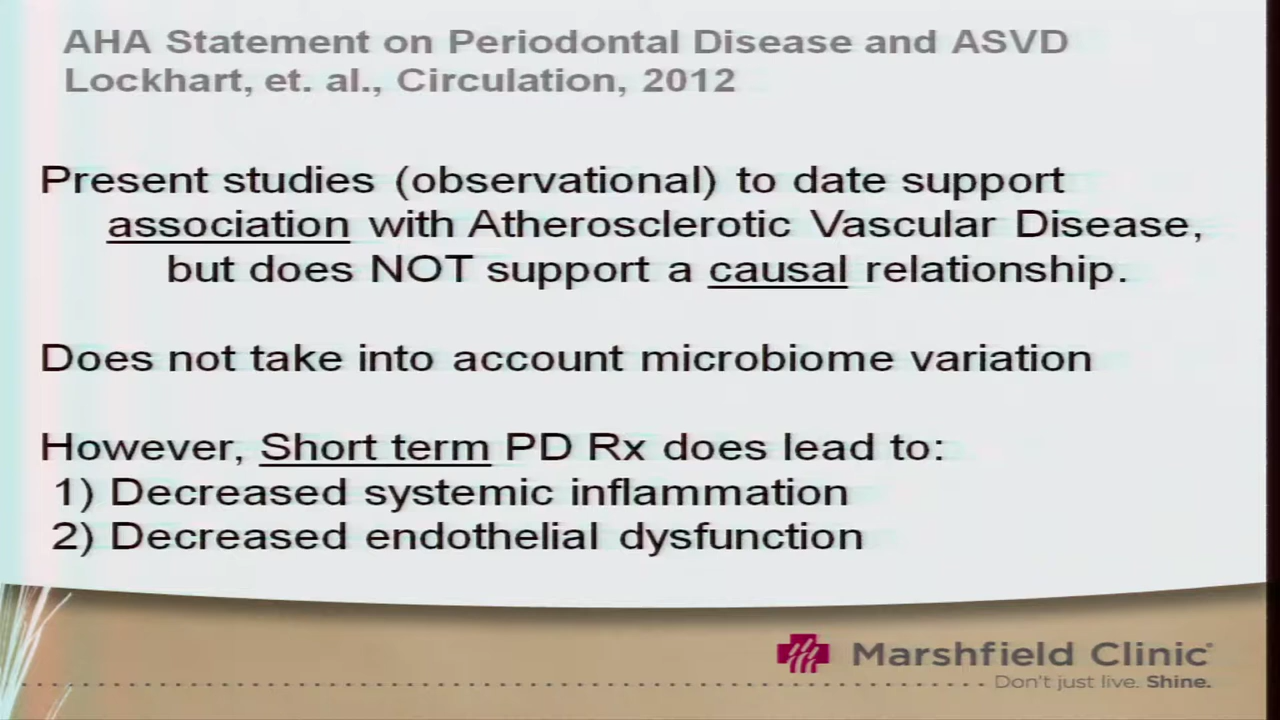 AHA Statement on Periodontal Disease and ASVD
Lockhart, et. al., Circulation, 2012
Present studies (observational) to date support
association with Atherosclerotic Vascular Disease,
but does NOT support a causal relationship.
Does not take into account microbiome variation
However, Short term PD Rx does lead to:
1) Decreased systemic inflammation
2) Decreased endothelial dysfunction
Marshfield Clinic®
Don't just live. Shine.